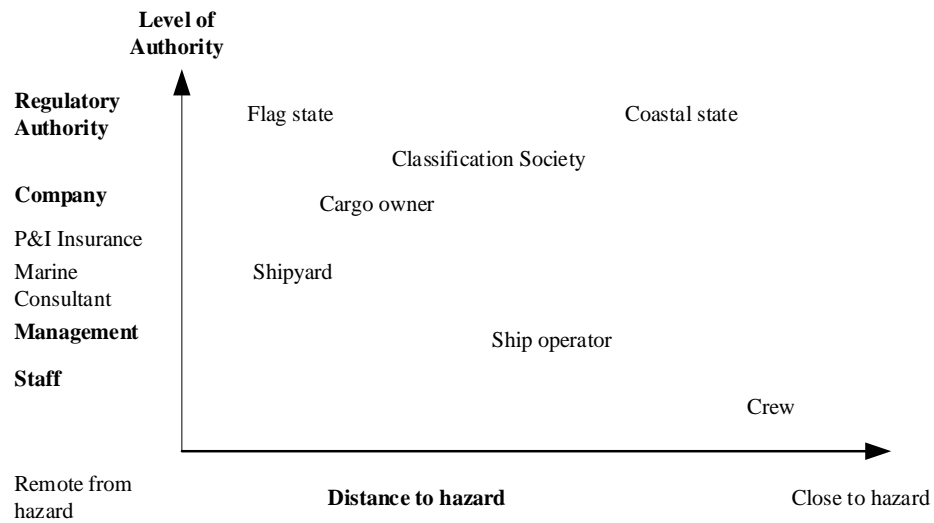 Level of
Authority
Regulatory
Authority
Flag state
Coastal state
Classification Society
Company
Cargo owner
P&I Insurance
Marine
Consultant
Shipyard
Management
Ship operator
Staff
Crew
Remote from
hazard
Distance to hazard
Close to hazard